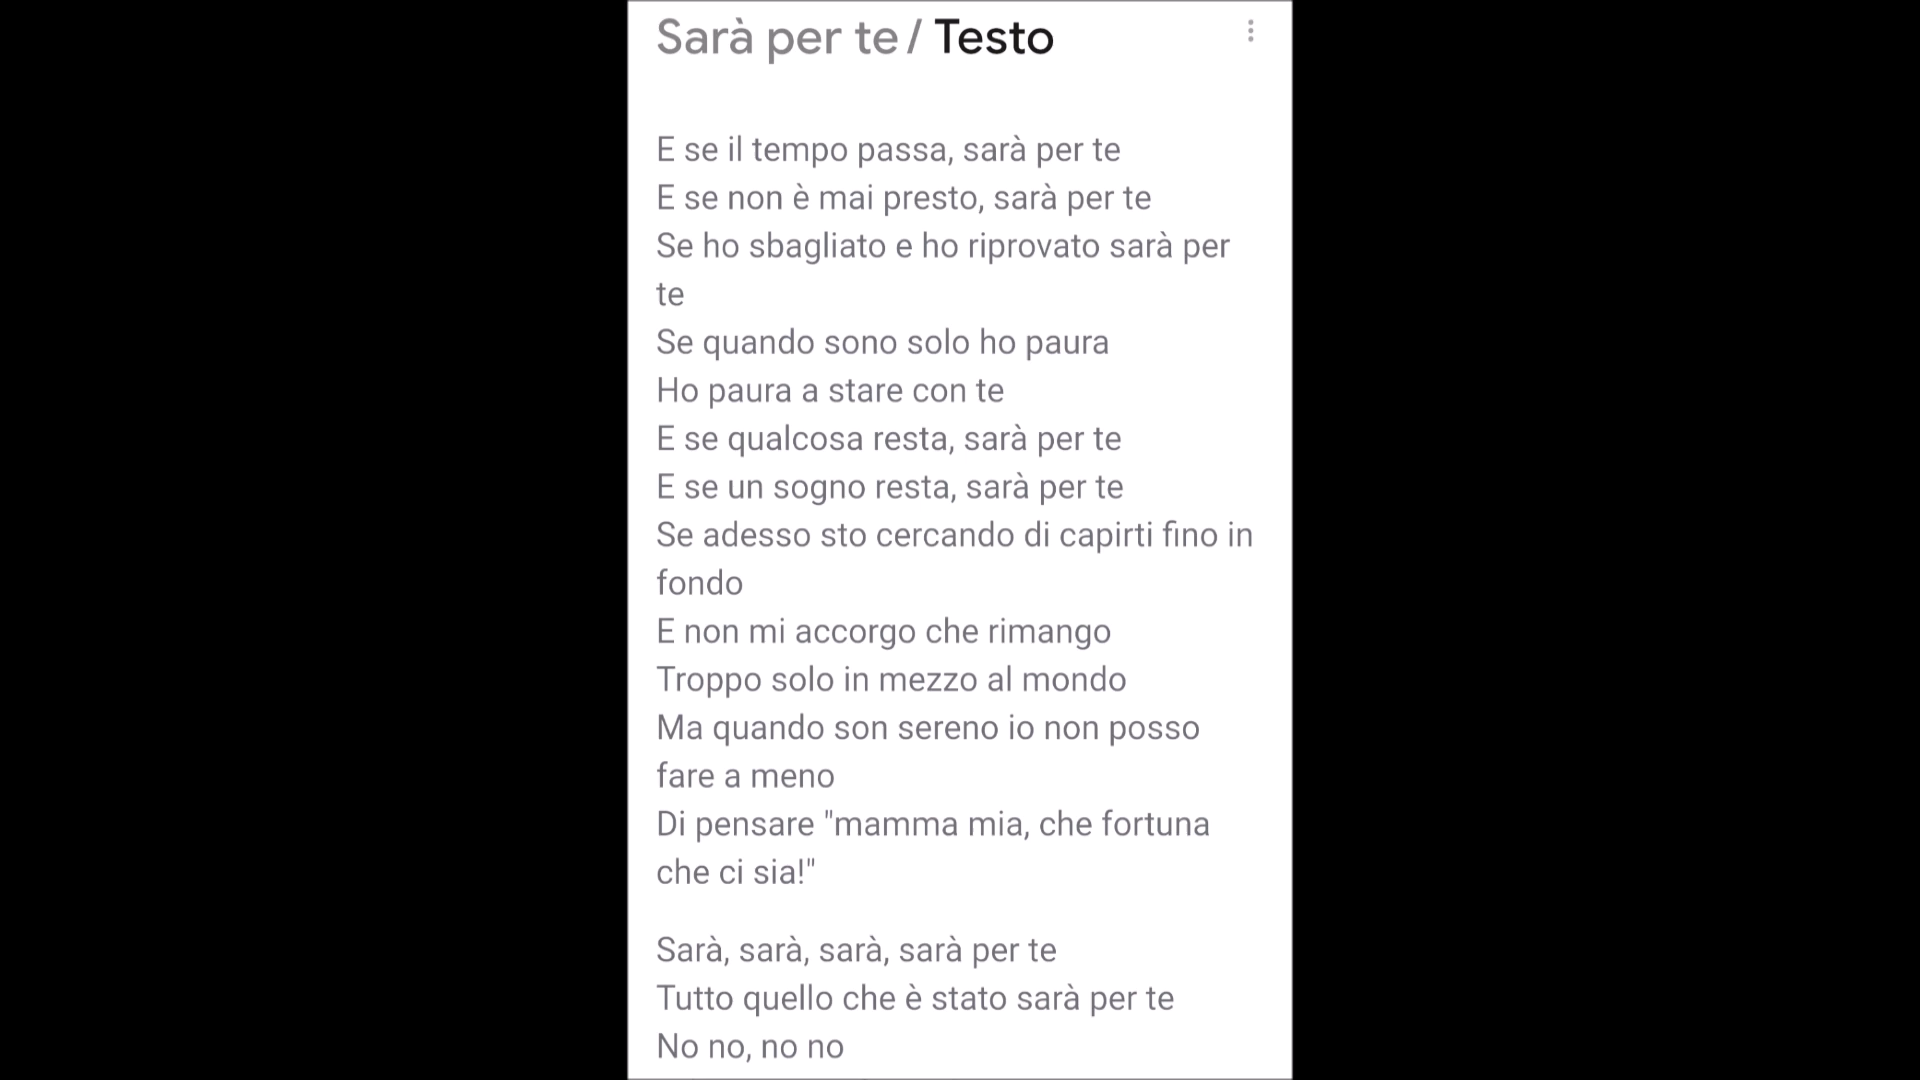 Sarà per te / Testo
E se il tempo passa, sarà per te
E se non è mai presto, sarà per te
Se ho sbagliato e ho riprovato sarà per
te
Se quando sono solo ho paura
Ho paura a stare con te
E se qualcosa resta, sarà per te
E se un sogno resta, sarà per te
Se adesso sto cercando di capirti fino in
fondo
E non mi accorgo che rimango
Troppo solo in mezzo al mondo
Ma quando son sereno io non posso
fare a meno
Di pensare "mamma mia, che fortuna
che ci sia!"
Sarà, sarà, sarà, sarà per te
Tutto quello che è stato sarà per te
No no, no no